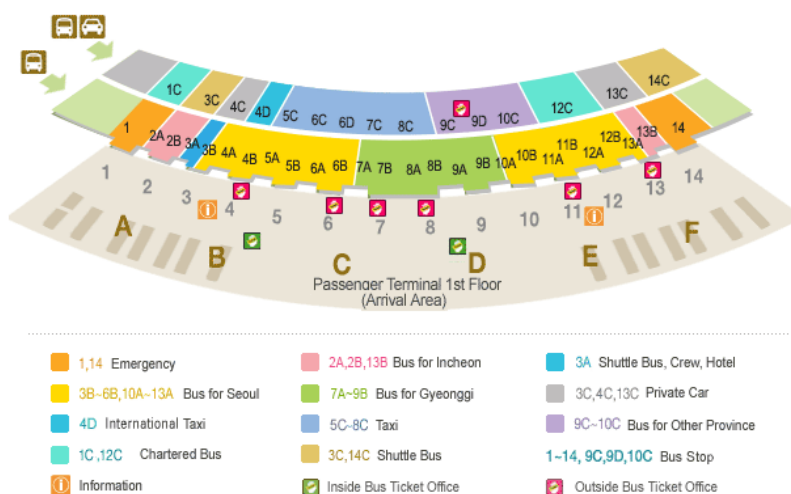 1C 3C 4C 4D 5C 6C 6D 7C 8C 9C 9D 10C 12C 13C 14C
1 2A 2B 3A 3B 4A 4B 5A 5B 6A 6B 7A 7B 8A 8B 9A 9B 10A 10B 11A 11B 12A 12B 13A 13B 14
1 2 3 4 5 6 7 8 9 10 11 12 13 14
A B C D E F
Passenger Terminal 1st Floor
(Arrival Area)
1,14 Emergency
2A,2B,13B Bus for Incheon
3A Shuttle Bus, Crew, Hotel
3B~6B,10A~13A Bus for Seoul
7A~9B Bus for Gyeonggi
3C,4C,13C Private Car
4D International Taxi
5C~8C Taxi
9C~10C Bus for Other Province
1C,12C Chartered Bus
3C,14C Shuttle Bus
1~14, 9C,9D,10C Bus Stop
Information
Inside Bus Ticket Office
Outside Bus Ticket Office